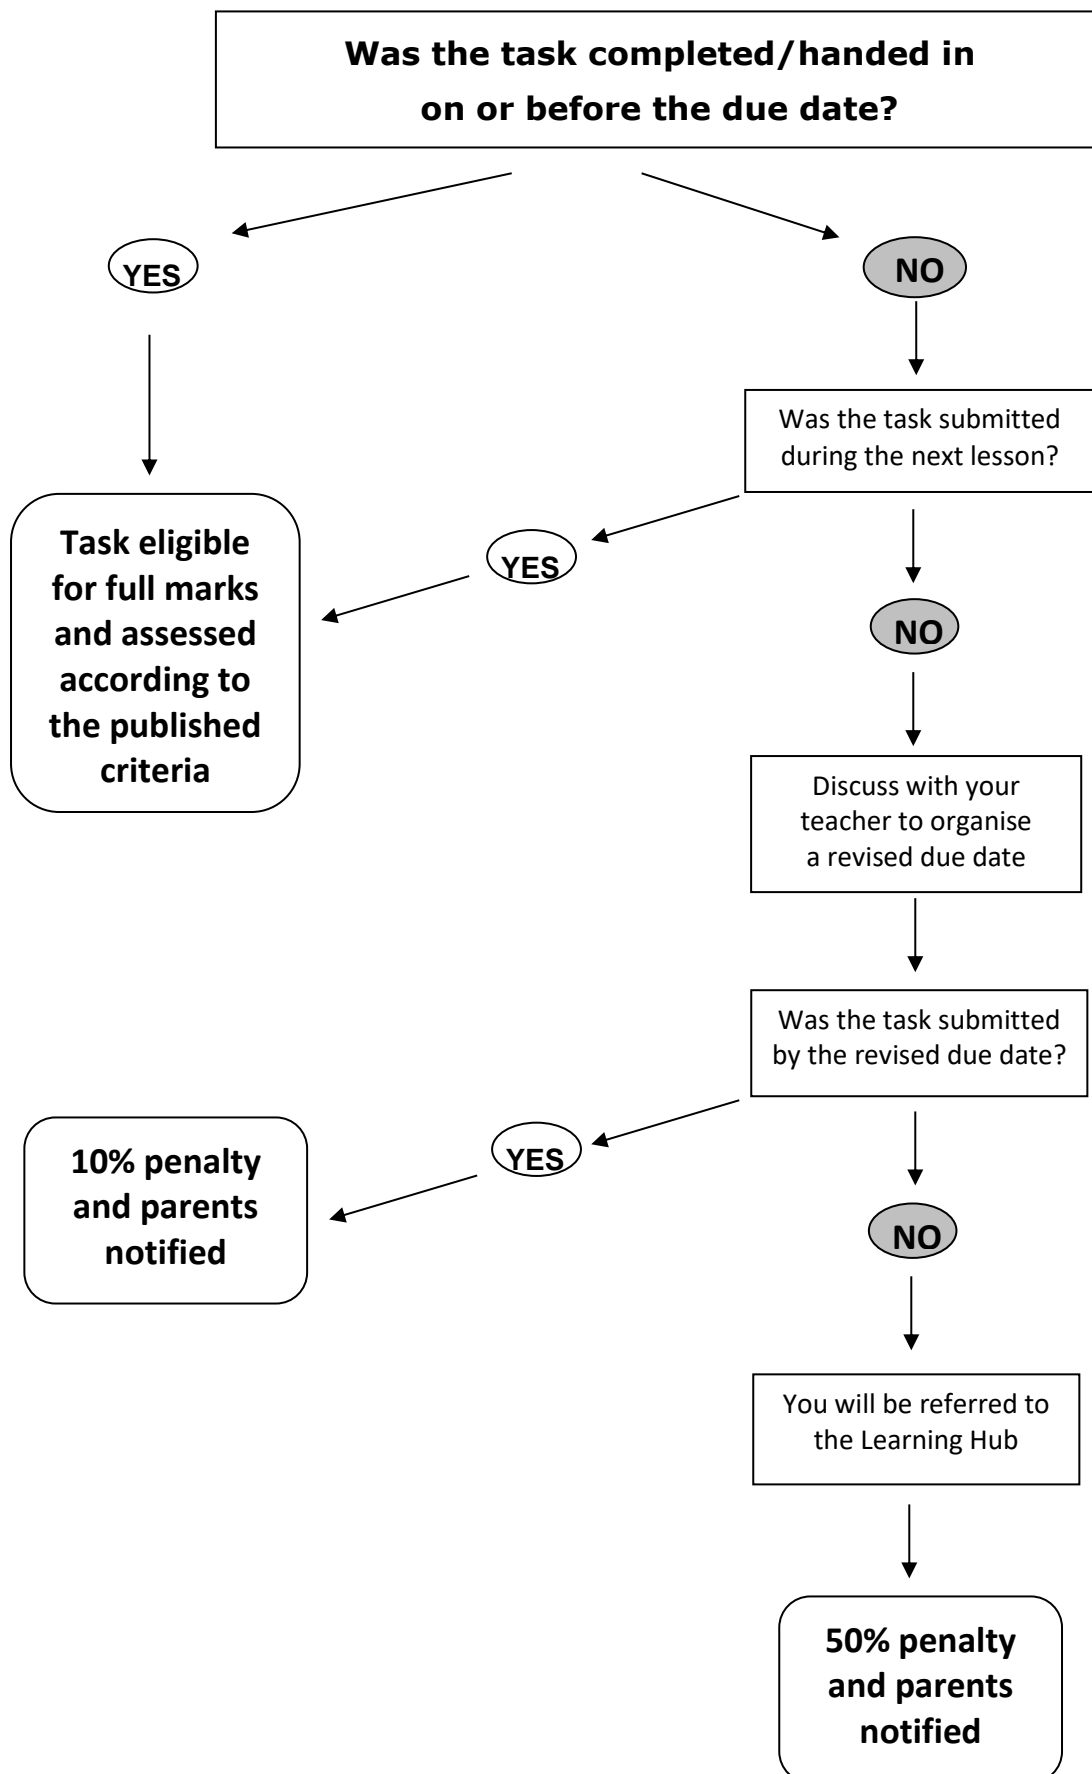 Was the task completed/handed in
on or before the due date?
YES
NO
Was the task submitted
during the next lesson?
Task eligible
for full marks
and assessed
according to
the published
criteria
YES
NO
Discuss with your
teacher to organise
a revised due date
Was the task submitted
by the revised due date?
10% penalty
and parents
notified
YES
NO
You will be referred to
the Learning Hub
50% penalty
and parents
notified